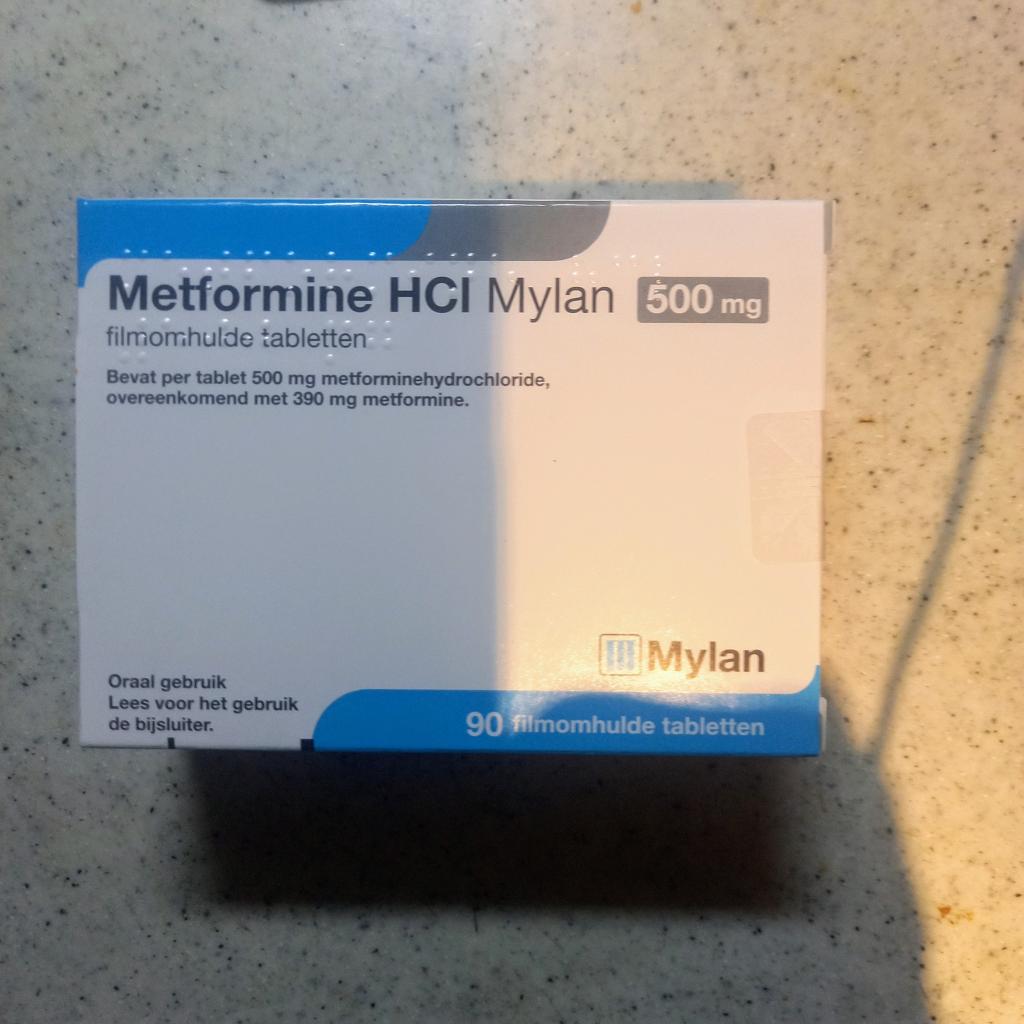 Metformine HCl Mylan 500 mg
filmomhulde tabletten
Bevat per tablet 500 mg metforminehydrochloride,
overeenkomend met 390 mg metformine.
Mylan
Oraal gebruik
Lees voor het gebruik
de bijsluiter.
90 filmomhulde tabletten